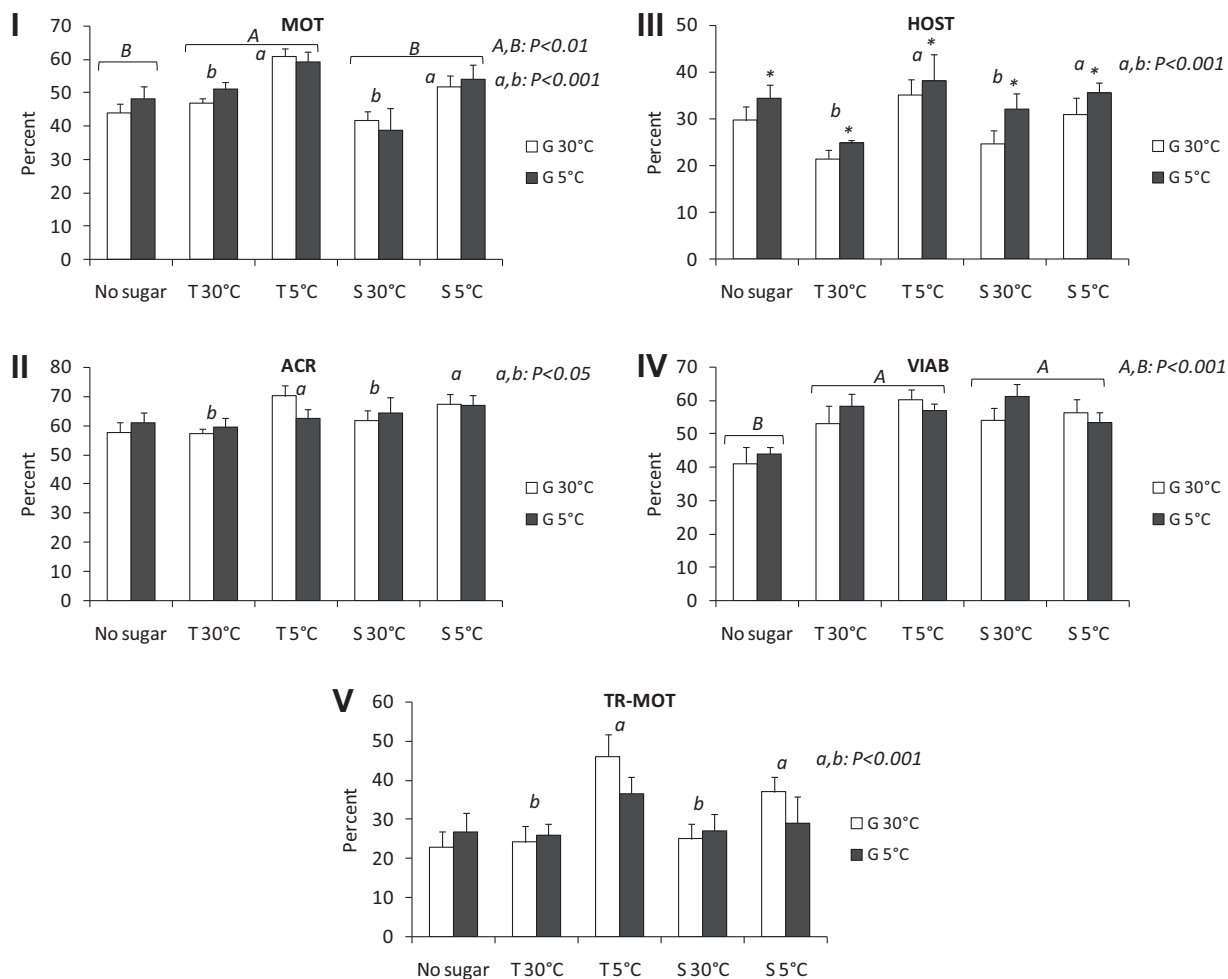 I
MOT
70
60
50
40
30
20
10
0
Percent
B
A
B
b
a
b
a
A,B: P<0.01
a,b: P<0.001
G 30°C
G 5°C
No sugar T 30°C T 5°C S 30°C S 5°C
III
HOST
50
40
30
20
10
0
Percent
*
b
*
a *
b
*
a *
a,b: P<0.001
G 30°C
G 5°C
No sugar T 30°C T 5°C S 30°C S 5°C
II
ACR
80
70
60
50
40
30
20
10
0
Percent
b
a
b
a
a,b: P<0.05
G 30°C
G 5°C
No sugar T 30°C T 5°C S 30°C S 5°C
IV
VIAB
70
60
50
40
30
20
10
0
Percent
B
A
A
A,B: P<0.001
G 30°C
G 5°C
No sugar T 30°C T 5°C S 30°C S 5°C
V
TR-MOT
60
50
40
30
20
10
0
Percent
b
a
b
a
a,b: P<0.001
G 30°C
G 5°C
No sugar T 30°C T 5°C S 30°C S 5°C